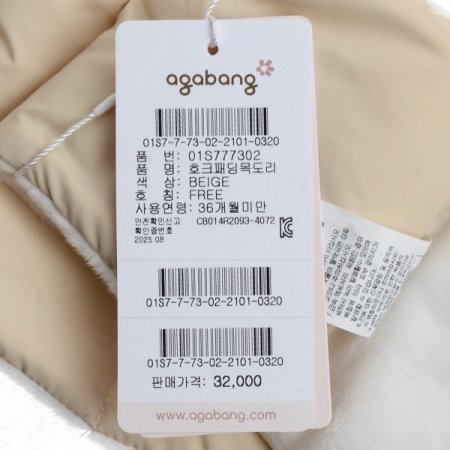 agabang
01S7-7-73-02-2101-0320
품 번: 01S777302
품 명: 호크패딩목도리
색 상: BEIGE
호 칭: FREE
사용연령: 36개월미만
안전확인신고
확인증번호 CB014R2093-4072
2025.08
01S7-7-73-02-2101-0320
01S7-7-73-02-2101-0320
판매가격: 32,000
www.agabang.com